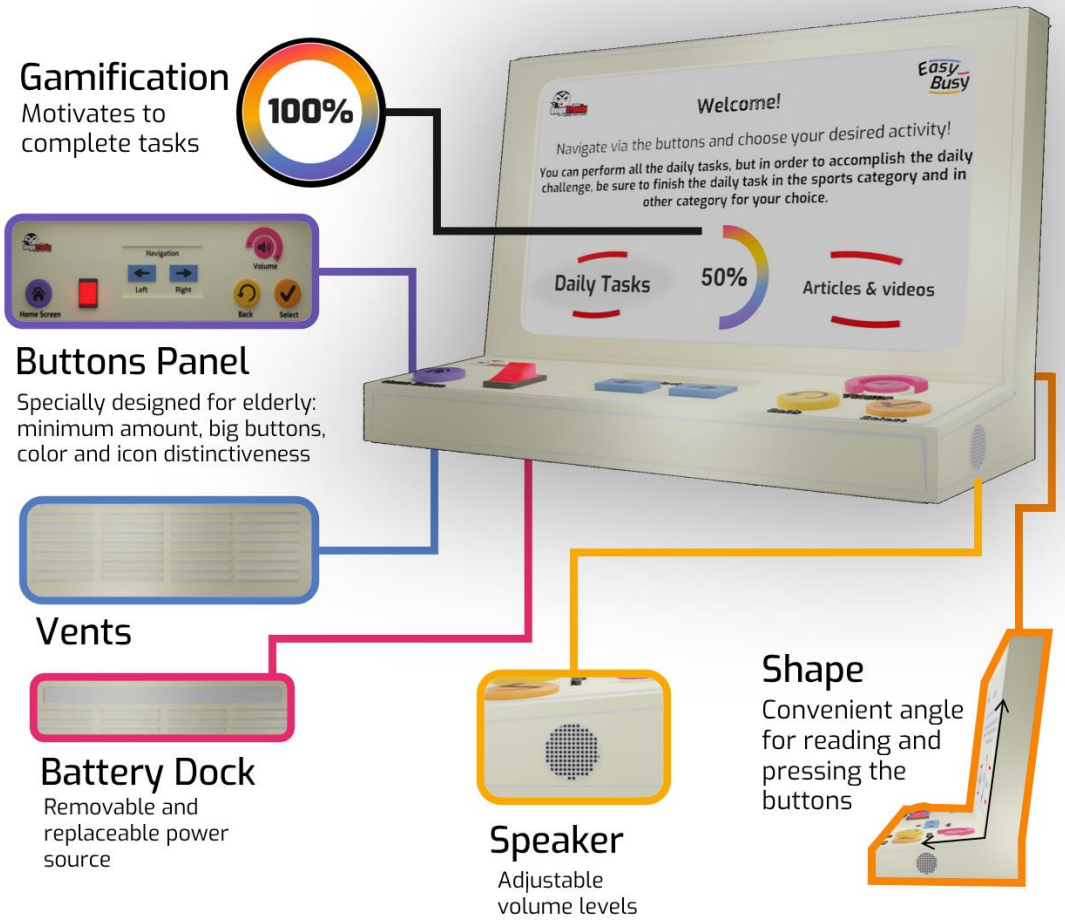 Gamification
Motivates to
complete tasks
100%
Easy
Busy
Welcome!
Navigate via the buttons and choose your desired activity!
You can perform all the daily tasks, but in order to accomplish the daily
challenge, be sure to finish the daily task in the sports category and in
other category for your choice.
Daily Tasks
50%
Articles & videos
Navigation
Volume
Left
Right
Home Screen
Back
Select
Buttons Panel
Specially designed for elderly:
minimum amount, big buttons,
color and icon distinctiveness
Vents
Battery Dock
Removable and
replaceable power
source
Speaker
Adjustable
volume levels
Shape
Convenient angle
for reading and
pressing the
buttons